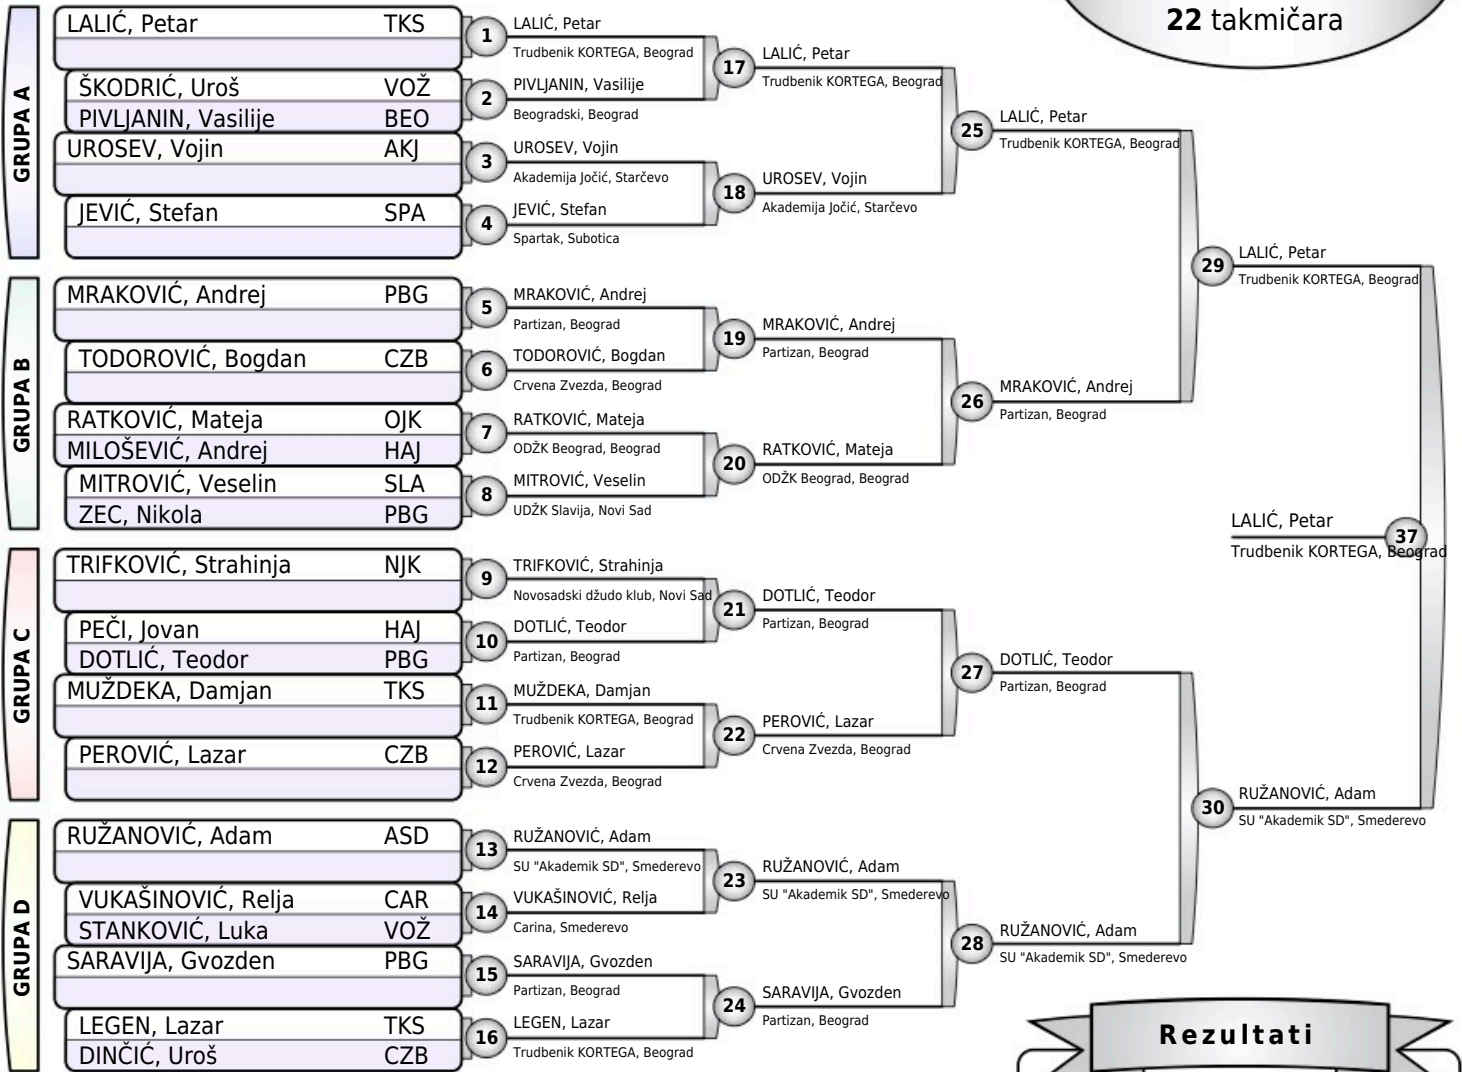 22 takmičara
GRUPA A
LALIĆ, Petar TKS
ŠKODRIĆ, Uroš VOŽ
PIVLJANIN, Vasilije BEO
UROSEV, Vojin AKJ
JEVIĆ, Stefan SPA
1 LALIĆ, Petar
Trudbenik KORTEGA, Beograd
2 PIVLJANIN, Vasilije
Beogradski, Beograd
3 UROSEV, Vojin
Akademija Jočić, Starčevo
4 JEVIĆ, Stefan
Spartak, Subotica
17 LALIĆ, Petar
Trudbenik KORTEGA, Beograd
18 UROSEV, Vojin
Akademija Jočić, Starčevo
25 LALIĆ, Petar
Trudbenik KORTEGA, Beograd
GRUPA B
MRAKOVIĆ, Andrej PBG
TODOROVIĆ, Bogdan CZB
RATKOVIĆ, Mateja OJK
MILOŠEVIĆ, Andrej HAJ
MITROVIĆ, Veselin SLA
ZEC, Nikola PBG
5 MRAKOVIĆ, Andrej
Partizan, Beograd
6 TODOROVIĆ, Bogdan
Crvena Zvezda, Beograd
7 RATKOVIĆ, Mateja
ODŽK Beograd, Beograd
8 MITROVIĆ, Veselin
UDŽK Slavija, Novi Sad
19 MRAKOVIĆ, Andrej
Partizan, Beograd
20 RATKOVIĆ, Mateja
ODŽK Beograd, Beograd
26 MRAKOVIĆ, Andrej
Partizan, Beograd
29 LALIĆ, Petar
Trudbenik KORTEGA, Beograd
GRUPA C
TRIFKOVIĆ, Strahinja NJK
PEČI, Jovan HAJ
DOTLIĆ, Teodor PBG
MUŽDEKA, Damjan TKS
PEROVIĆ, Lazar CZB
9 TRIFKOVIĆ, Strahinja
Novosadski džudo klub, Novi Sad
10 DOTLIĆ, Teodor
Partizan, Beograd
11 MUŽDEKA, Damjan
Trudbenik KORTEGA, Beograd
12 PEROVIĆ, Lazar
Crvena Zvezda, Beograd
21 DOTLIĆ, Teodor
Partizan, Beograd
22 PEROVIĆ, Lazar
Crvena Zvezda, Beograd
27 DOTLIĆ, Teodor
Partizan, Beograd
GRUPA D
RUŽANOVIĆ, Adam ASD
VUKAŠINOVIĆ, Relja CAR
STANKOVIĆ, Luka VOŽ
SARAVIJA, Gvozden PBG
LEGEN, Lazar TKS
DINČIĆ, Uroš CZB
13 RUŽANOVIĆ, Adam
SU "Akademik SD", Smederevo
14 VUKAŠINOVIĆ, Relja
Carina, Smederevo
15 SARAVIJA, Gvozden
Partizan, Beograd
16 LEGEN, Lazar
Trudbenik KORTEGA, Beograd
23 RUŽANOVIĆ, Adam
SU "Akademik SD", Smederevo
24 SARAVIJA, Gvozden
Partizan, Beograd
28 RUŽANOVIĆ, Adam
SU "Akademik SD", Smederevo
30 RUŽANOVIĆ, Adam
SU "Akademik SD", Smederevo
LALIĆ, Petar 37
Trudbenik KORTEGA, Beograd
Rezultati